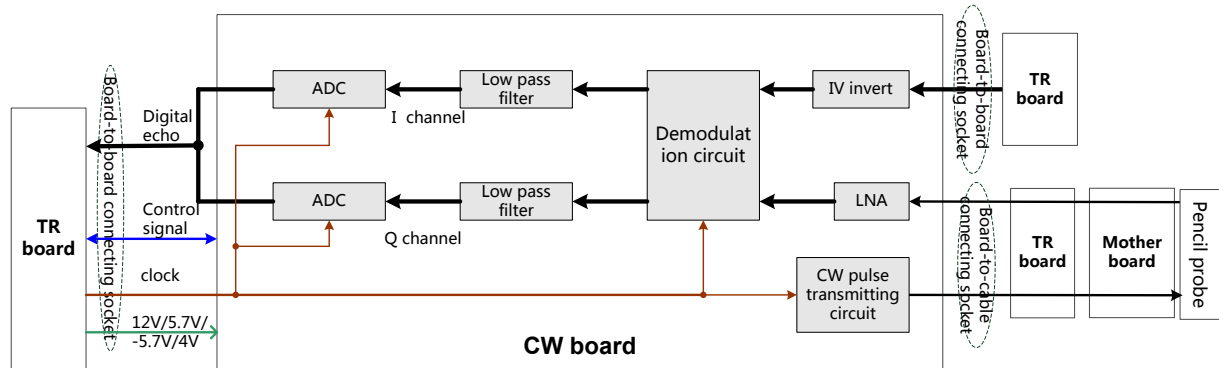 TR
board
Board-to-board connecting socket
Digital
echo
Control
signal
clock
12V/5.7V/
-5.7V/4V
ADC
I channel
Low pass
filter
ADC
Q channel
Low pass
filter
Demodulat
ion circuit
IV invert
LNA
CW pulse
transmitting
circuit
CW board
Board-to-board
connecting socket
TR
board
Board-to-cable
connecting socket
TR
board
Mother
board
Pencil probe